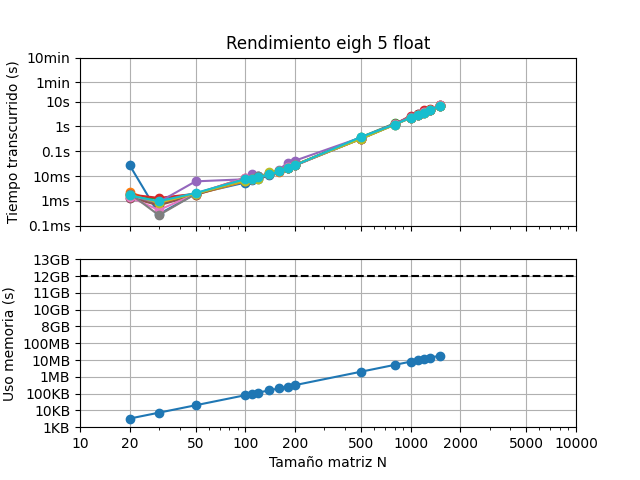 Rendimiento eigh 5 float
Tiempo transcurrido (s)
10min
1min
10s
1s
0.1s
10ms
1ms
0.1ms
Uso memoria (s)
13GB
12GB
11GB
10GB
8GB
100MB
10MB
1MB
100KB
10KB
1KB
10 20 50 100 200 500 1000 2000 5000 10000
Tamaño matriz N